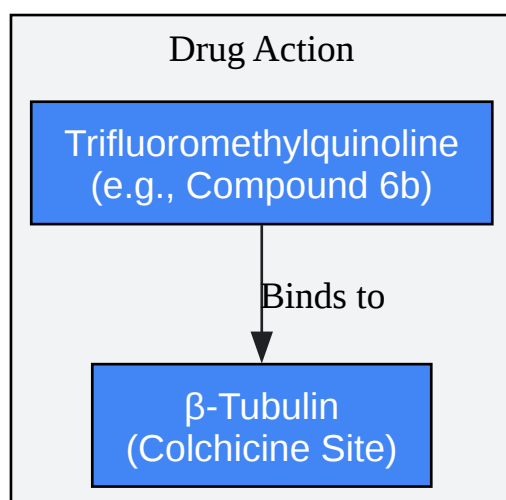 Drug Action
Trifluoromethylquinoline
(e.g., Compound 6b)
Binds to
β-Tubulin
(Colchicine Site)